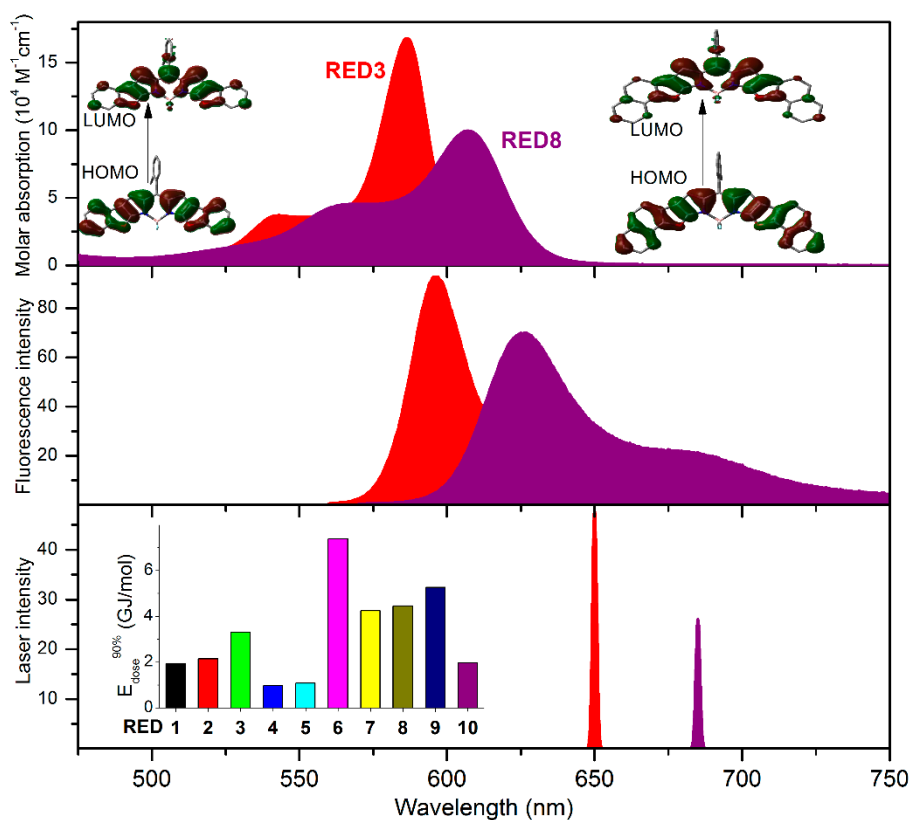 Molar absorption (10⁴ M⁻¹cm⁻¹)
15
10
5
0
RED3
RED8
LUMO
HOMO
LUMO
HOMO
Fluorescence intensity
80
60
40
20
Laser intensity
40
30
20
10
E_dose^90% (GJ/mol)
6
4
2
0
RED 1 2 3 4 5 6 7 8 9 10
500 550 600 650 700 750
Wavelength (nm)